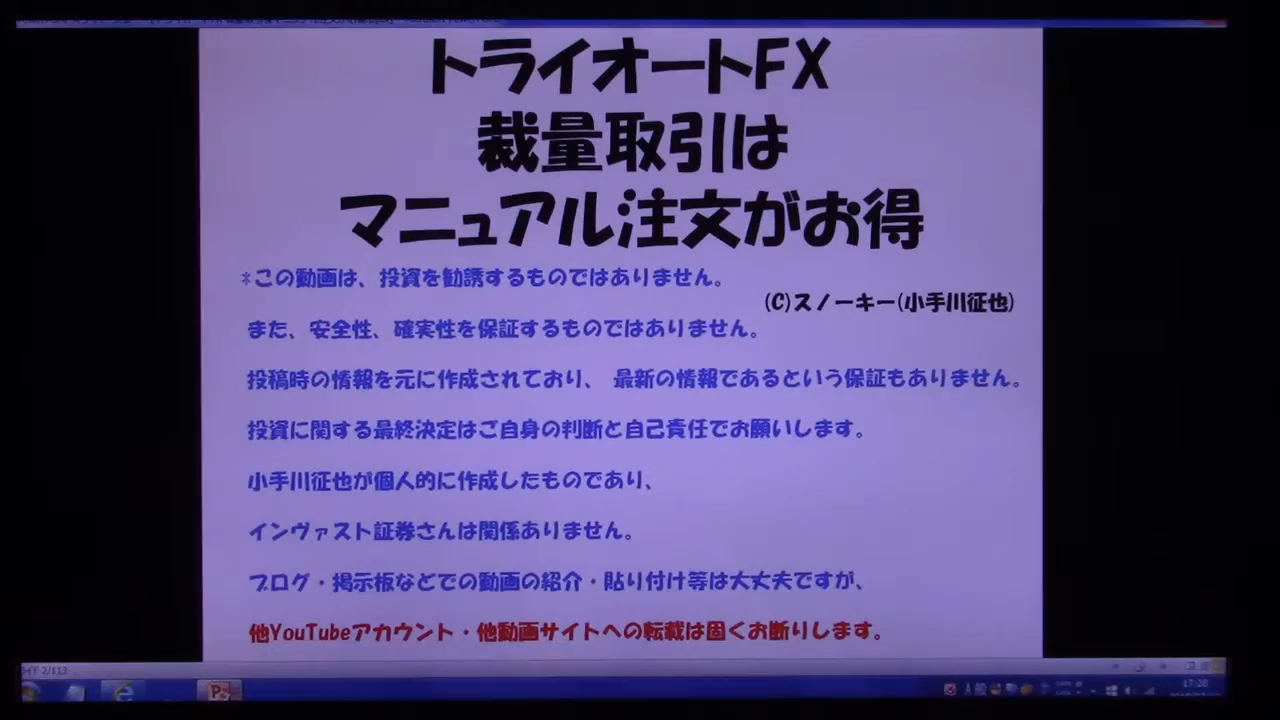 トライオートFX
裁量取引は
マニュアル注文がお得
*この動画は、投資を勧誘するものではありません。
(C)スノーキー(小手川征也)
また、安全性、確実性を保証するものではありません。
投稿時の情報を元に作成されており、 最新の情報であるという保証もありません。
投資に関する最終決定はご自身の判断と自己責任でお願いします。
小手川征也が個人的に作成したものであり、
インヴァスト証券さんは関係ありません。
ブログ・掲示板などでの動画の紹介・貼り付け等は大丈夫ですが、
他YouTubeアカウント・他動画サイトへの転載は固くお断りします。
2/113
17:28